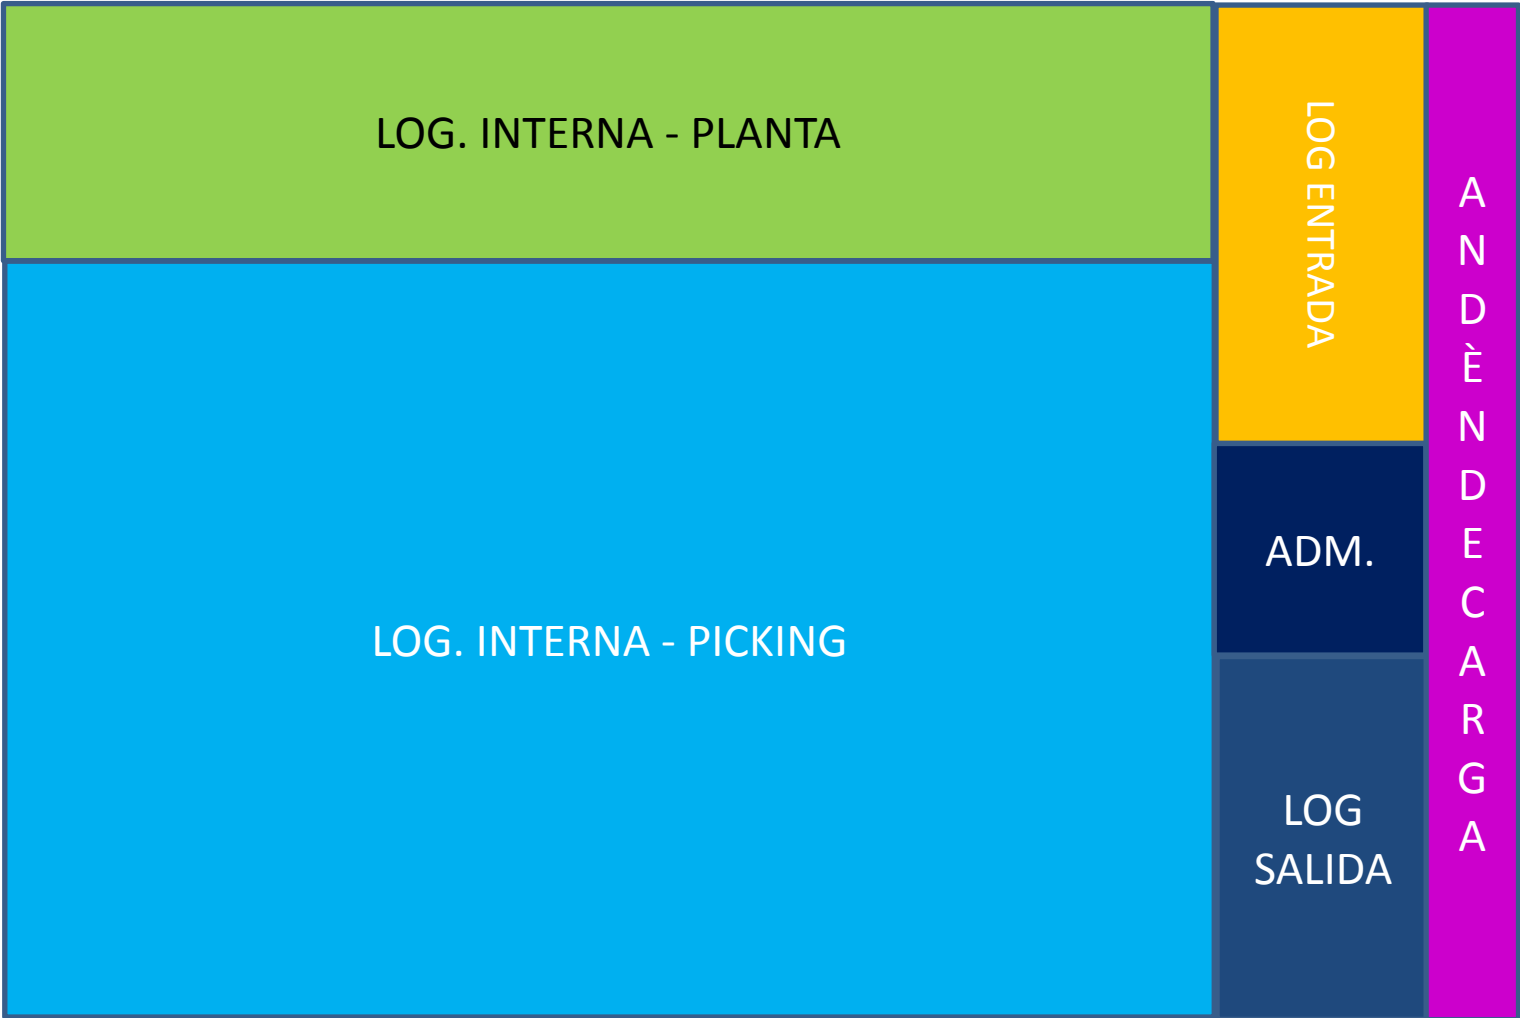 LOG. INTERNA - PLANTA
LOG ENTRADA
A
N
D
È
N
D
E
C
A
R
G
A
ADM.
LOG. INTERNA - PICKING
LOG
SALIDA